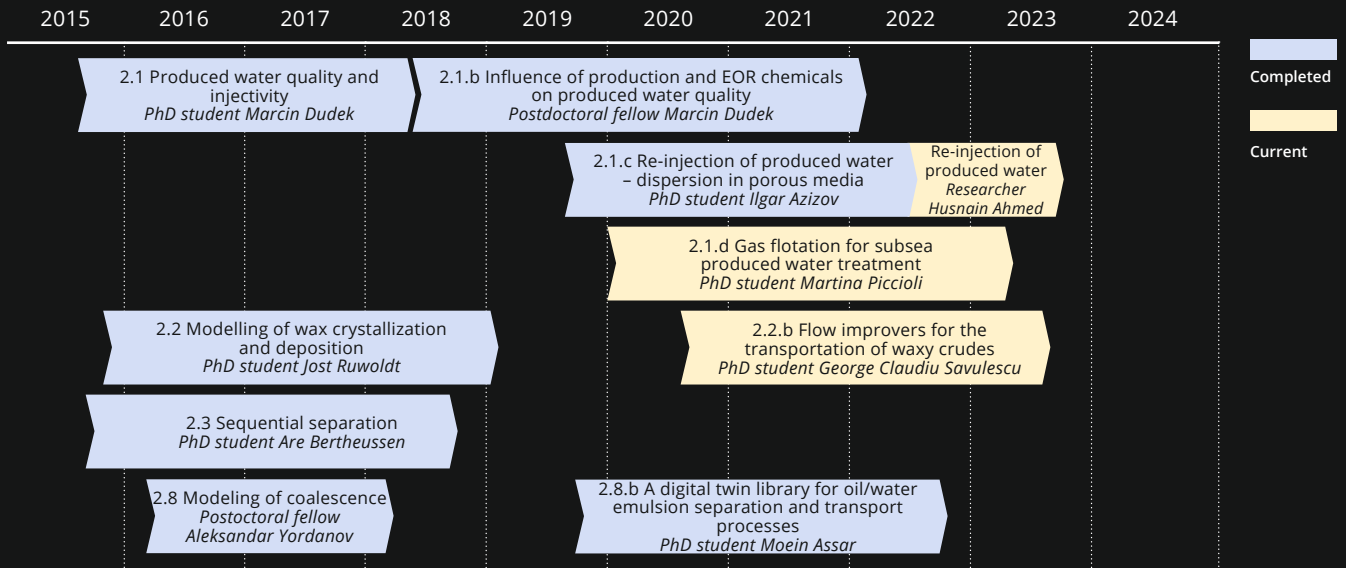 2015 2016 2017 2018 2019 2020 2021 2022 2023 2024
Completed
Current
2.1 Produced water quality and
injectivity
PhD student Marcin Dudek
2.1.b Influence of production and EOR chemicals
on produced water quality
Postdoctoral fellow Marcin Dudek
2.1.c Re-injection of produced water
– dispersion in porous media
PhD student Ilgar Azizov
Re-injection of
produced water
Researcher
Husnain Ahmed
2.1.d Gas flotation for subsea
produced water treatment
PhD student Martina Piccioli
2.2 Modelling of wax crystallization
and deposition
PhD student Jost Ruwoldt
2.2.b Flow improvers for the
transportation of waxy crudes
PhD student George Claudiu Savulescu
2.3 Sequential separation
PhD student Are Bertheussen
2.8 Modeling of coalescence
Postoctoral fellow
Aleksandar Yordanov
2.8.b A digital twin library for oil/water
emulsion separation and transport
processes
PhD student Moein Assar